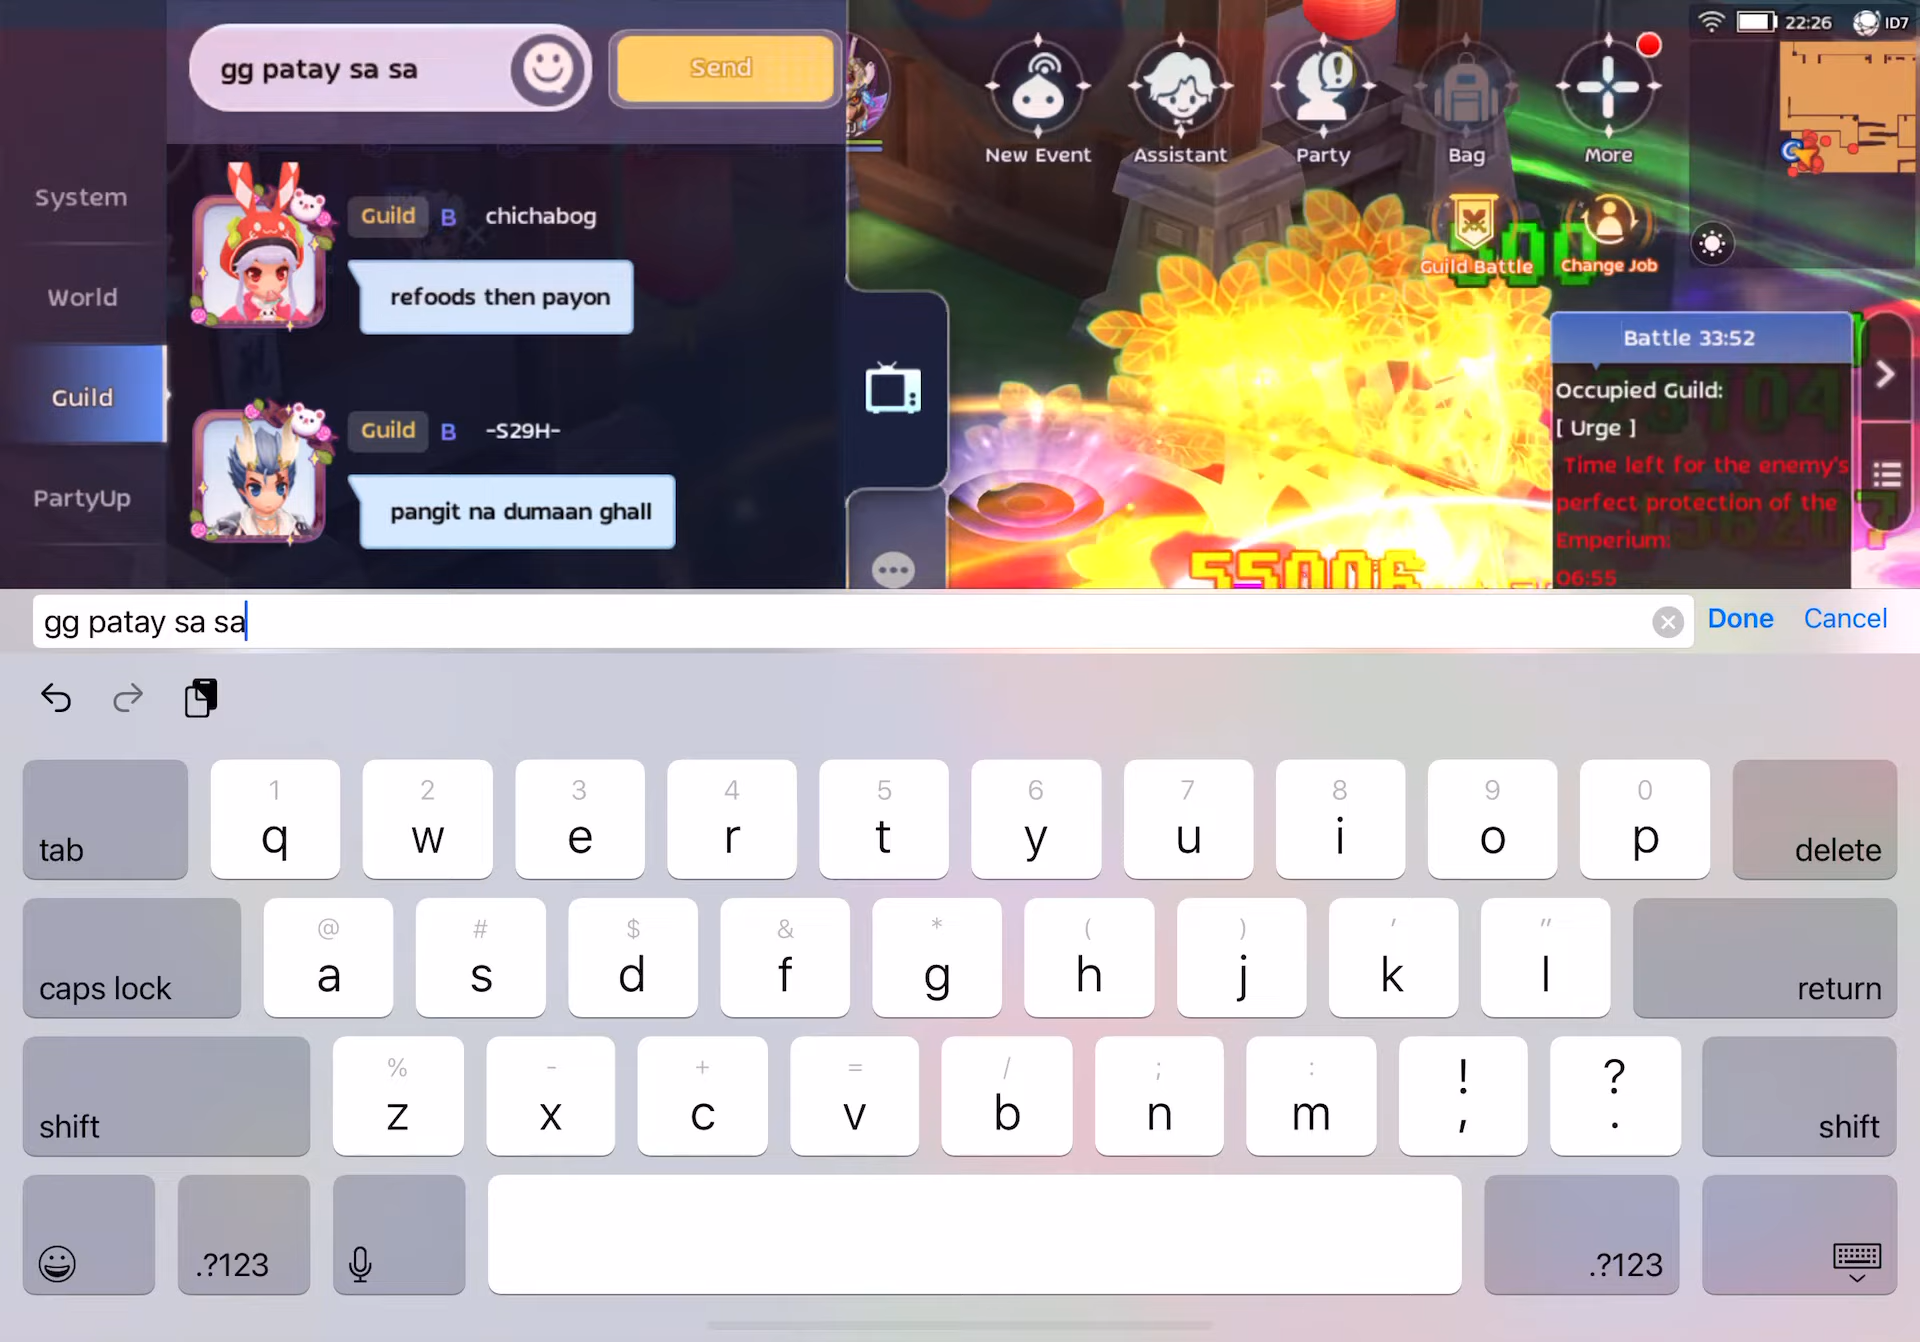 gg patay sa sa
Send
System
World
Guild
PartyUp
Guild B chichabog
refoods then payon
Guild B -S29H-
pangit na dumaan ghall
New Event
Assistant
Party
Bag
More
22:26
ID7
Guild Battle
Change Job
Battle 33:52
Occupied Guild:
[ Urge ]
Time left for the enemy's
perfect protection of the
Emperium:
06:55
55006
gg patay sa sa
Done
Cancel
tab
1 2 3 4 5 6 7 8 9 0
q w e r t y u i o p
delete
caps lock
@ # $ & * ( ) ' "
a s d f g h j k l
return
shift
% - + = / ; : ! ?
z x c v b n m , .
shift
.?123
.?123